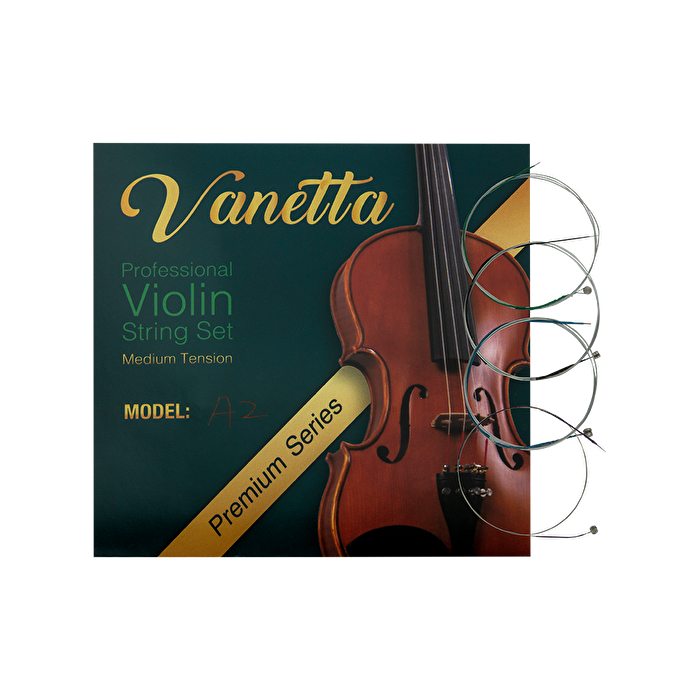 Vanetta
Professional
Violin
String Set
Medium Tension
MODEL: A2
Premium Series